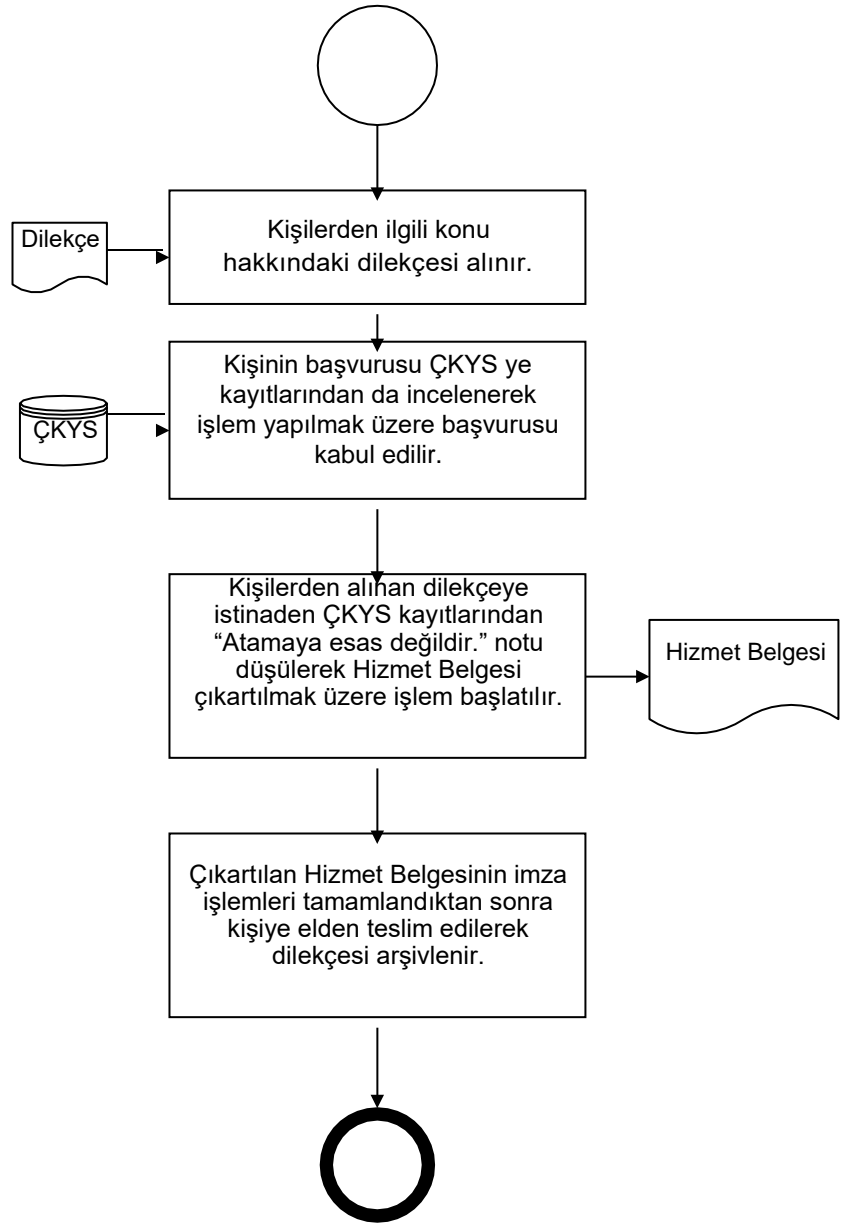 Dilekçe
Kişilerden ilgili konu
hakkındaki dilekçesi alınır.
ÇKYS
Kişinin başvurusu ÇKYS ye
kayıtlarından da incelenerek
işlem yapılmak üzere başvurusu
kabul edilir.
Kişilerden alınan dilekçeye
istinaden ÇKYS kayıtlarından
“Atamaya esas değildir.” notu
düşülerek Hizmet Belgesi
çıkartılmak üzere işlem başlatılır.
Hizmet Belgesi
Çıkartılan Hizmet Belgesinin imza
işlemleri tamamlandıktan sonra
kişiye elden teslim edilerek
dilekçesi arşivlenir.